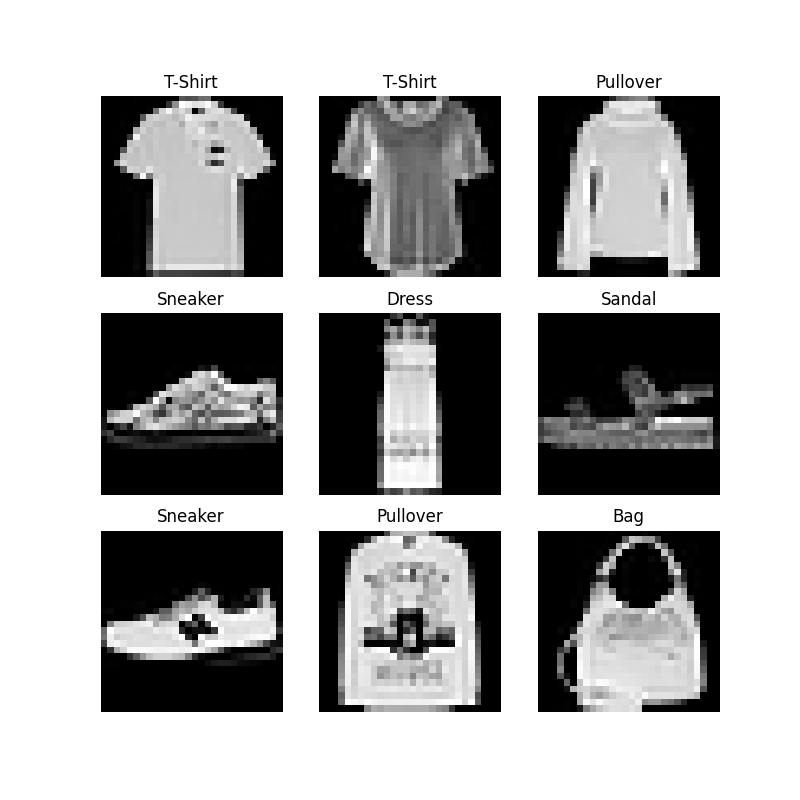 T-Shirt
T-Shirt
Pullover
Sneaker
Dress
Sandal
Sneaker
Pullover
Bag